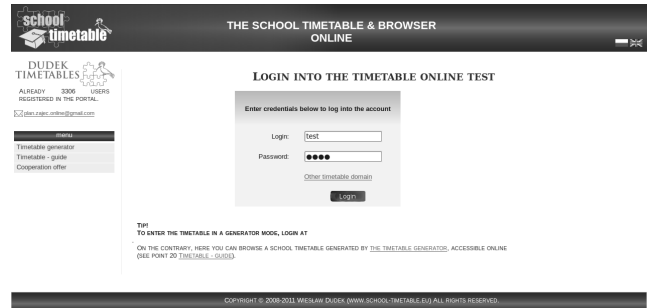 school
timetable
THE SCHOOL TIMETABLE & BROWSER
ONLINE
DUDEK
TIMETABLES
ALREADY 3306 USERS
REGISTERED IN THE PORTAL.
plan.zajec.online@gmail.com
menu
Timetable generator
Timetable - guide
Cooperation offer
LOGIN INTO THE TIMETABLE ONLINE TEST
Enter credentials below to log into the account
Login: test
Password: ●●●●
Other timetable domain
Login
TIP!
TO ENTER THE TIMETABLE IN A GENERATOR MODE, LOGIN AT
.
ON THE CONTRARY, HERE YOU CAN BROWSE A SCHOOL TIMETABLE GENERATED BY THE TIMETABLE GENERATOR, ACCESSIBLE ONLINE
(SEE POINT 20 TIMETABLE - GUIDE).
COPYRIGHT © 2008-2011 WIESŁAW DUDEK (WWW.SCHOOL-TIMETABLE.EU) ALL RIGHTS RESERVED.